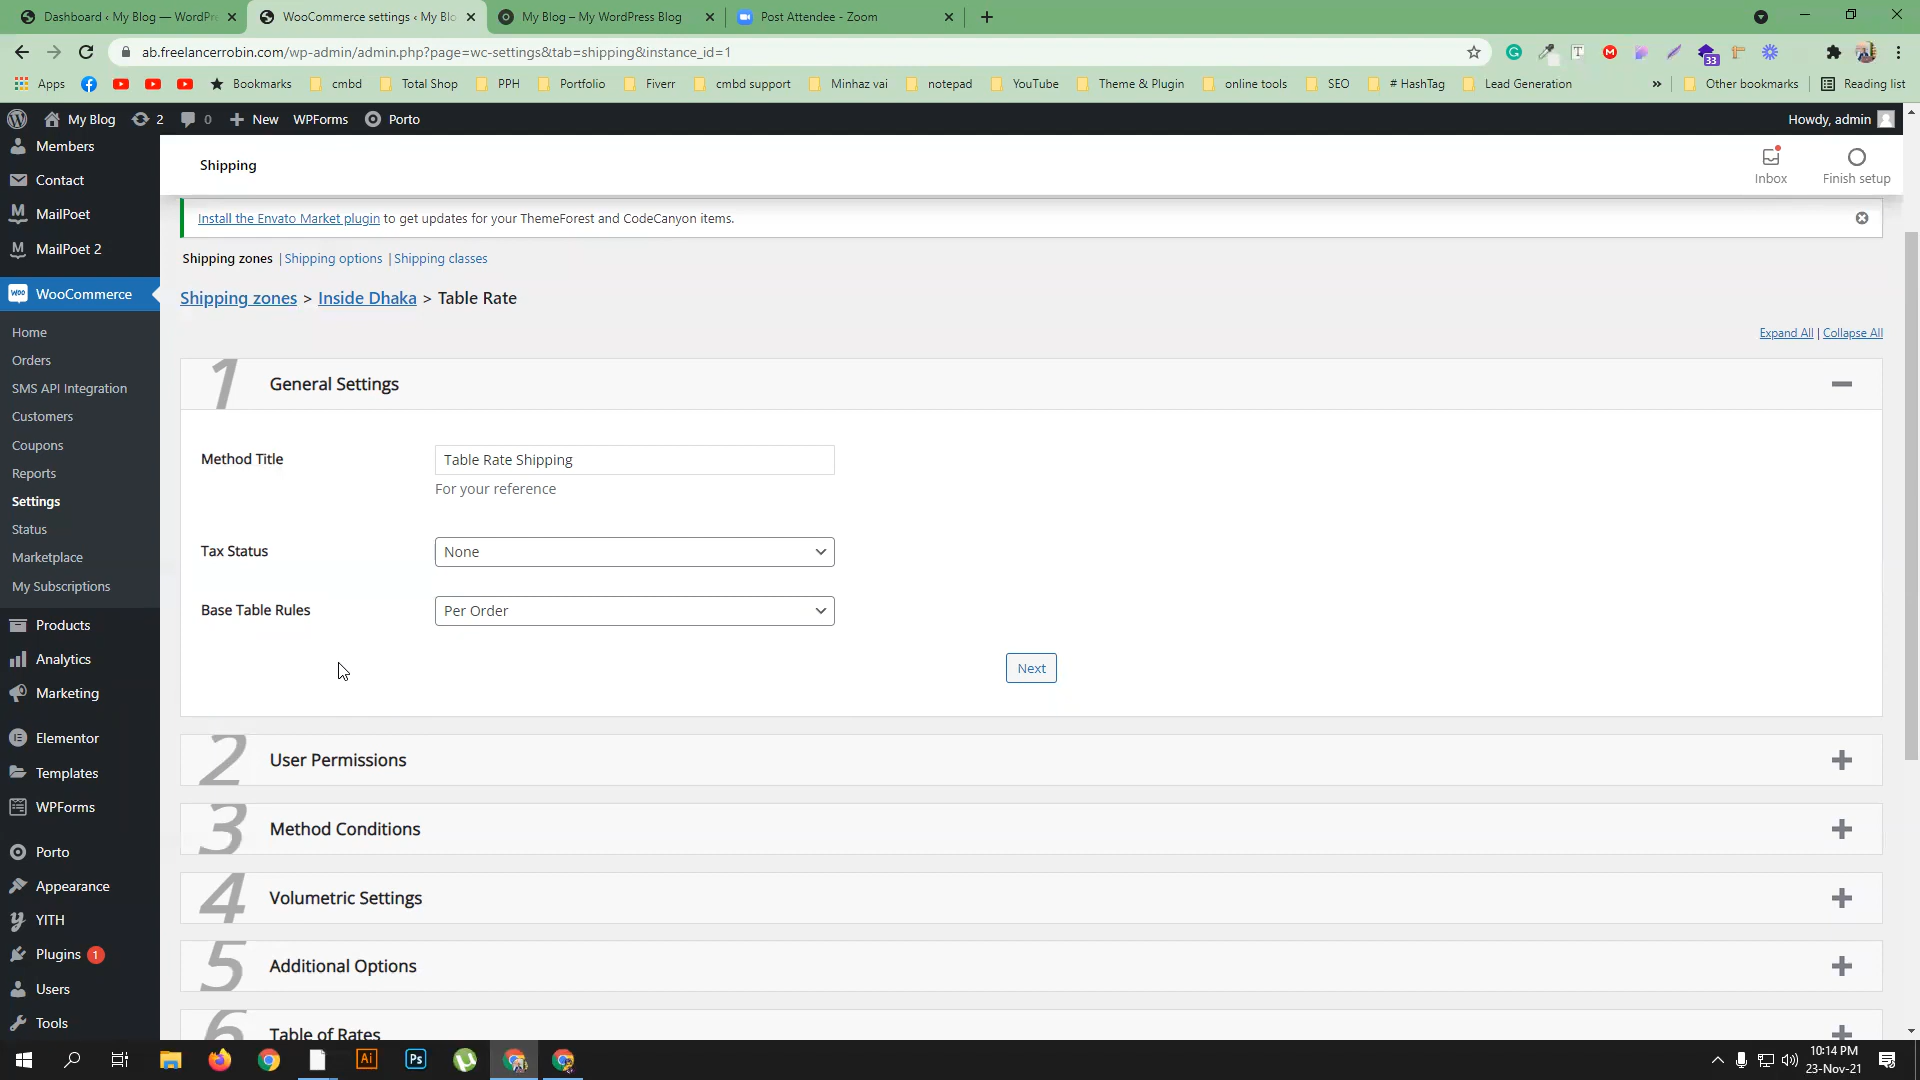 Dashboard ‹ My Blog — WordPr
WooCommerce settings ‹ My Blo
My Blog – My WordPress Blog
Post Attendee - Zoom
ab.freelancerrobin.com/wp-admin/admin.php?page=wc-settings&tab=shipping&instance_id=1
33
Apps
Bookmarks
cmbd
Total Shop
PPH
Portfolio
Fiverr
cmbd support
Minhaz vai
notepad
YouTube
Theme & Plugin
online tools
SEO
# HashTag
Lead Generation
»
Other bookmarks
Reading list
My Blog
2
0
New
WPForms
Porto
Howdy, admin
Members
Contact
MailPoet
MailPoet 2
WooCommerce
Home
Orders
SMS API Integration
Customers
Coupons
Reports
Settings
Status
Marketplace
My Subscriptions
Products
Analytics
Marketing
Elementor
Templates
WPForms
Porto
Appearance
YITH
Plugins 1
Users
Tools
Shipping
Inbox
Finish setup
Install the Envato Market plugin to get updates for your ThemeForest and CodeCanyon items.
Shipping zones | Shipping options | Shipping classes
Shipping zones > Inside Dhaka > Table Rate
Expand All | Collapse All
1 General Settings
Method Title
Table Rate Shipping
For your reference
Tax Status
None
Base Table Rules
Per Order
Next
2 User Permissions
3 Method Conditions
4 Volumetric Settings
5 Additional Options
6 Table of Rates
Ai
Ps
10:14 PM
23-Nov-21